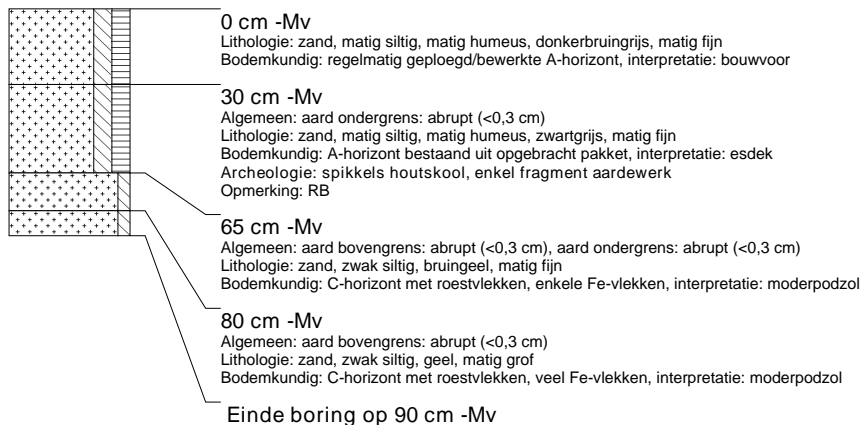 0 cm -Mv
Lithologie: zand, matig siltig, matig humeus, donkerbruingrijs, matig fijn
Bodemkundig: regelmatig geploegd/bewerkte A-horizont, interpretatie: bouwvoor
30 cm -Mv
Algemeen: aard ondergrens: abrupt (<0,3 cm)
Lithologie: zand, matig siltig, matig humeus, zwartgrijs, matig fijn
Bodemkundig: A-horizont bestaand uit opgebracht pakket, interpretatie: esdek
Archeologie: spikkels houtskool, enkel fragment aardewerk
Opmerking: RB
65 cm -Mv
Algemeen: aard bovengrens: abrupt (<0,3 cm), aard ondergrens: abrupt (<0,3 cm)
Lithologie: zand, zwak siltig, bruingeel, matig fijn
Bodemkundig: C-horizont met roestvlekken, enkele Fe-vlekken, interpretatie: moderpodzol
80 cm -Mv
Algemeen: aard bovengrens: abrupt (<0,3 cm)
Lithologie: zand, zwak siltig, geel, matig grof
Bodemkundig: C-horizont met roestvlekken, veel Fe-vlekken, interpretatie: moderpodzol
Einde boring op 90 cm -Mv